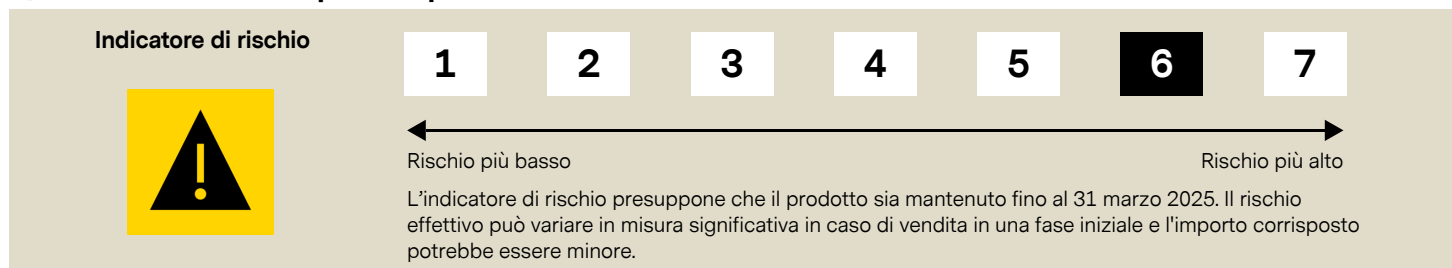 Indicatore di rischio
1 2 3 4 5 6 7
!
Rischio più basso Rischio più alto
L'indicatore di rischio presuppone che il prodotto sia mantenuto fino al 31 marzo 2025. Il rischio
effettivo può variare in misura significativa in caso di vendita in una fase iniziale e l'importo corrisposto
potrebbe essere minore.